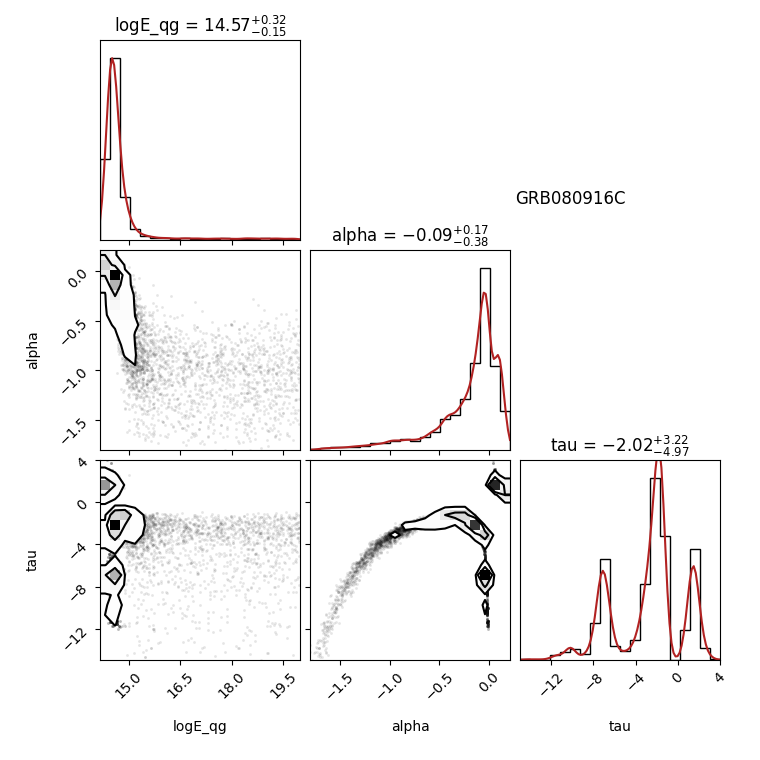 logE_qg = 14.57+0.32−0.15
GRB080916C
alpha = −0.09+0.17−0.38
0.0
−0.5
−1.0
−1.5
alpha
tau = −2.02+3.22−4.97
4
0
−4
−8
−12
tau
15.0 16.5 18.0 19.5
−1.5 −1.0 −0.5 0.0
−12 −8 −4 0 4
logE_qg alpha tau